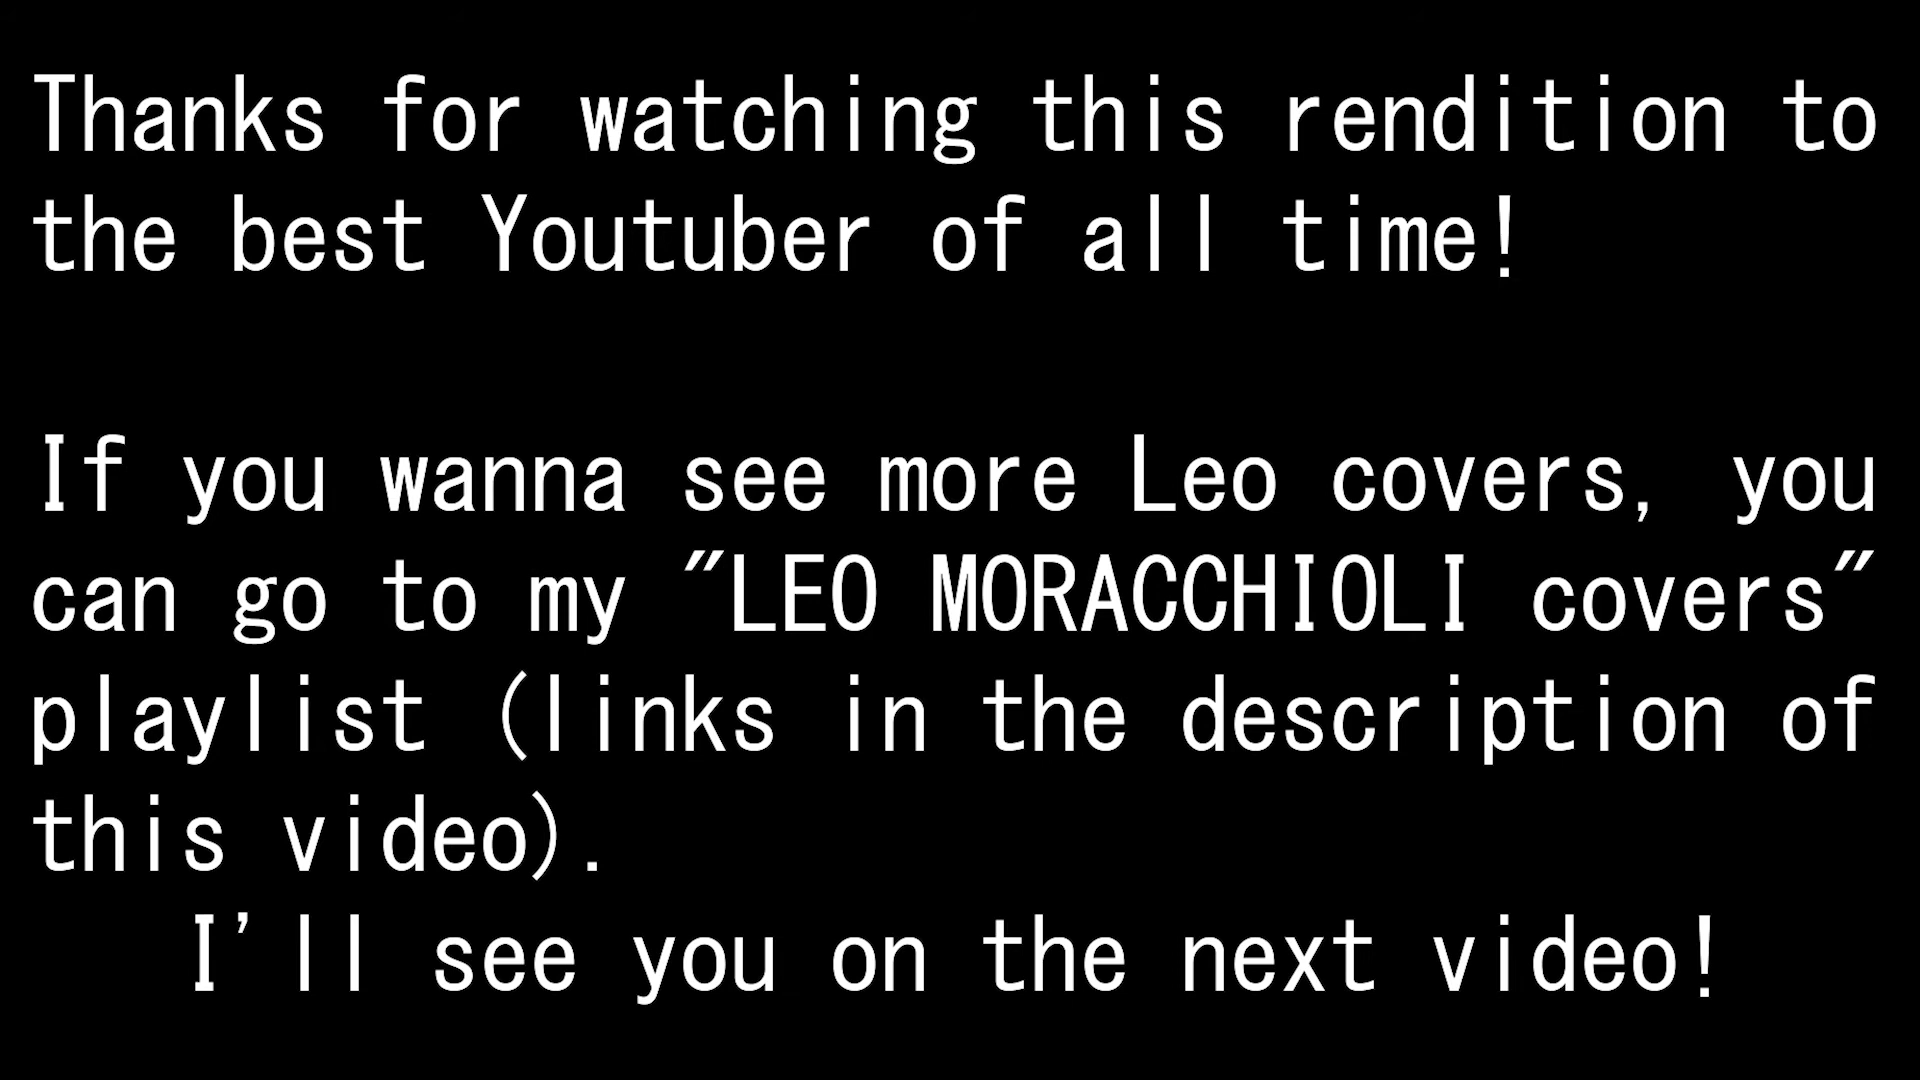 Thanks for watching this rendition to
the best Youtuber of all time!
If you wanna see more Leo covers, you
can go to my "LEO MORACCHIOLI covers"
playlist (links in the description of
this video).
I'll see you on the next video!